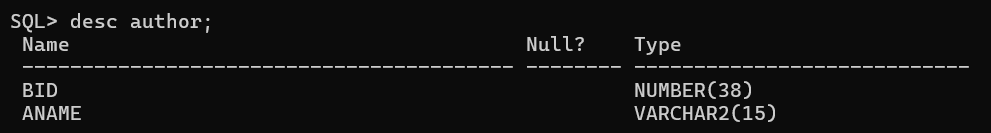 SQL> desc author;
Name Null? Type
----------------------------------------- -------- ----------------------------
BID NUMBER(38)
ANAME VARCHAR2(15)